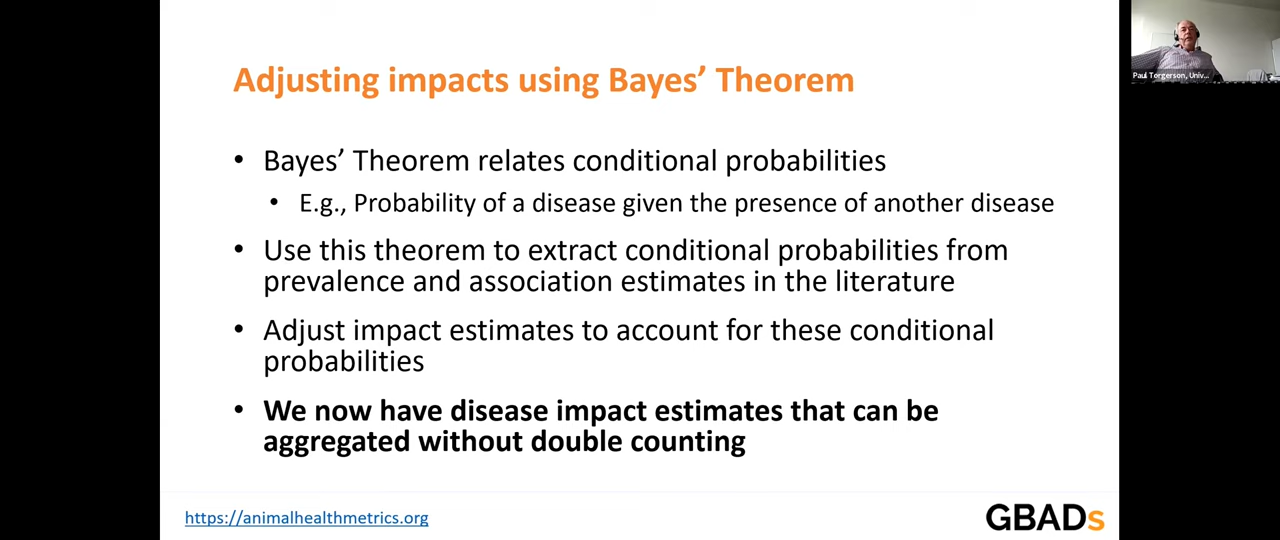 Adjusting impacts using Bayes’ Theorem
• Bayes’ Theorem relates conditional probabilities
• E.g., Probability of a disease given the presence of another disease
• Use this theorem to extract conditional probabilities from
prevalence and association estimates in the literature
• Adjust impact estimates to account for these conditional
probabilities
• We now have disease impact estimates that can be
aggregated without double counting
https://animalhealthmetrics.org
GBADs
Paul Torgerson, Univ...